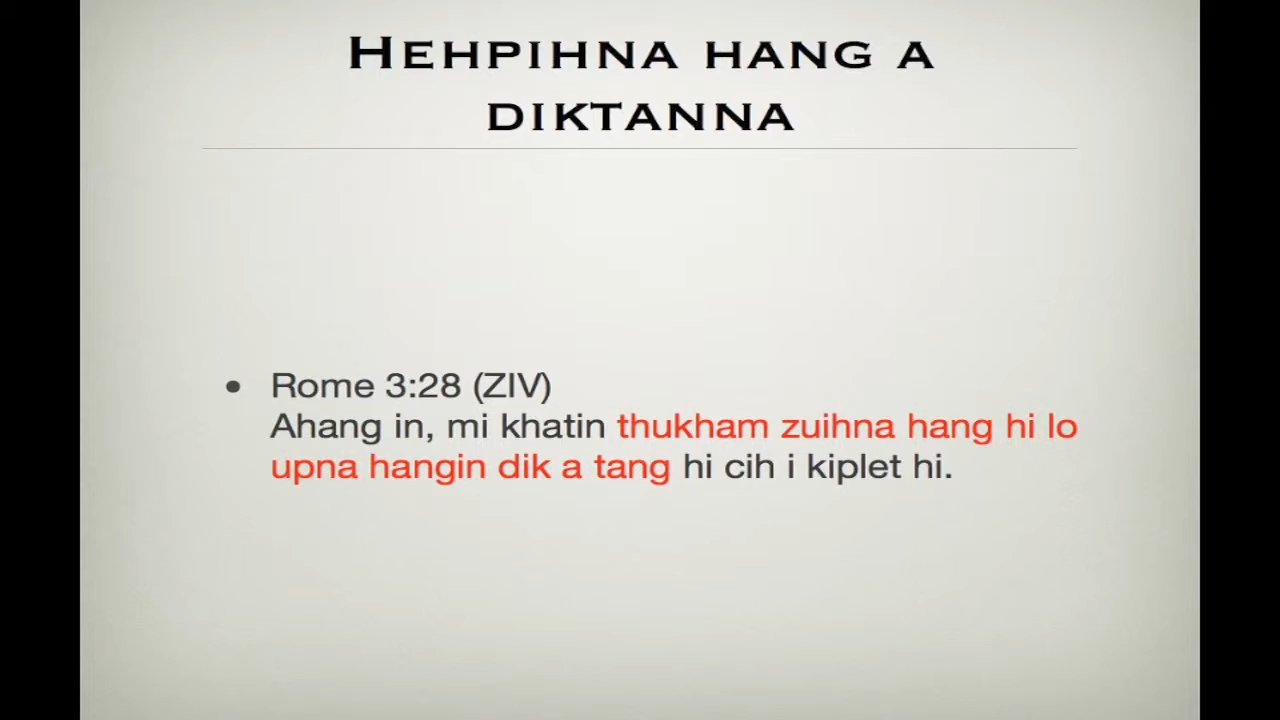 HEHPIHNA HANG A
DIKTANNA
• Rome 3:28 (ZIV)
Ahang in, mi khatin thukham zuihna hang hi lo
upna hangin dik a tang hi cih i kiplet hi.